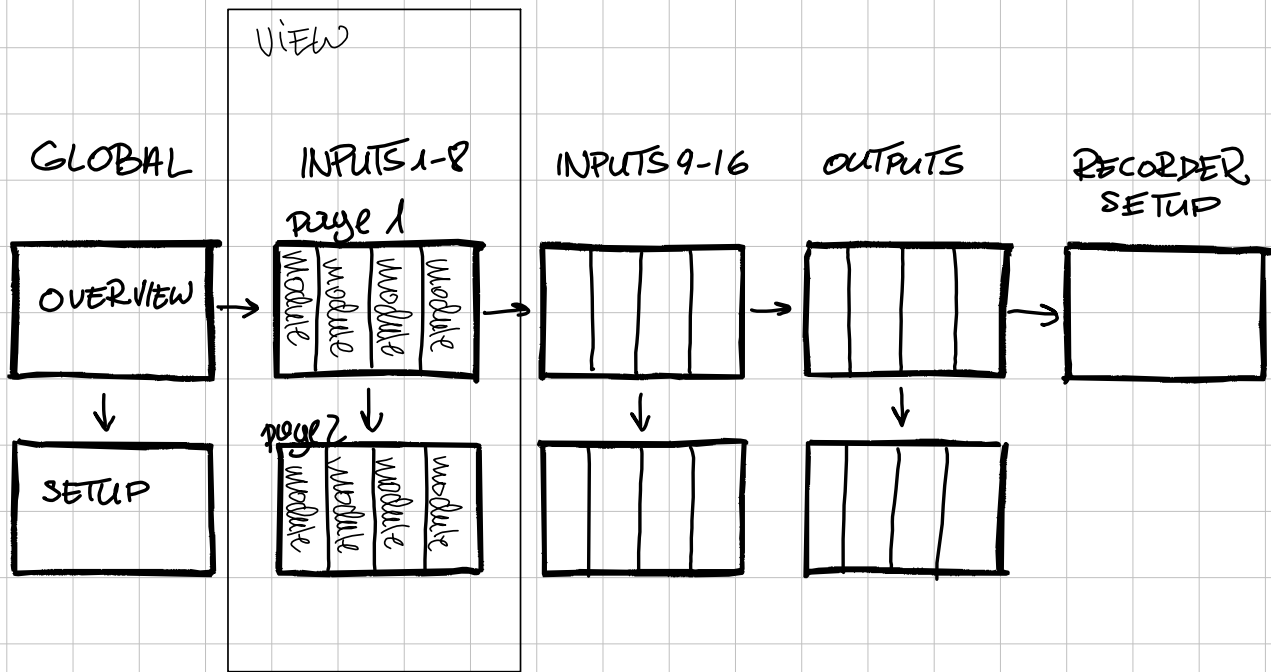 VIEW
GLOBAL
INPUTS 1-8
INPUTS 9-16
OUTPUTS
RECORDER
SETUP
page 1
OVERVIEW
module
module
module
module
page 2
SETUP
module
module
module
module